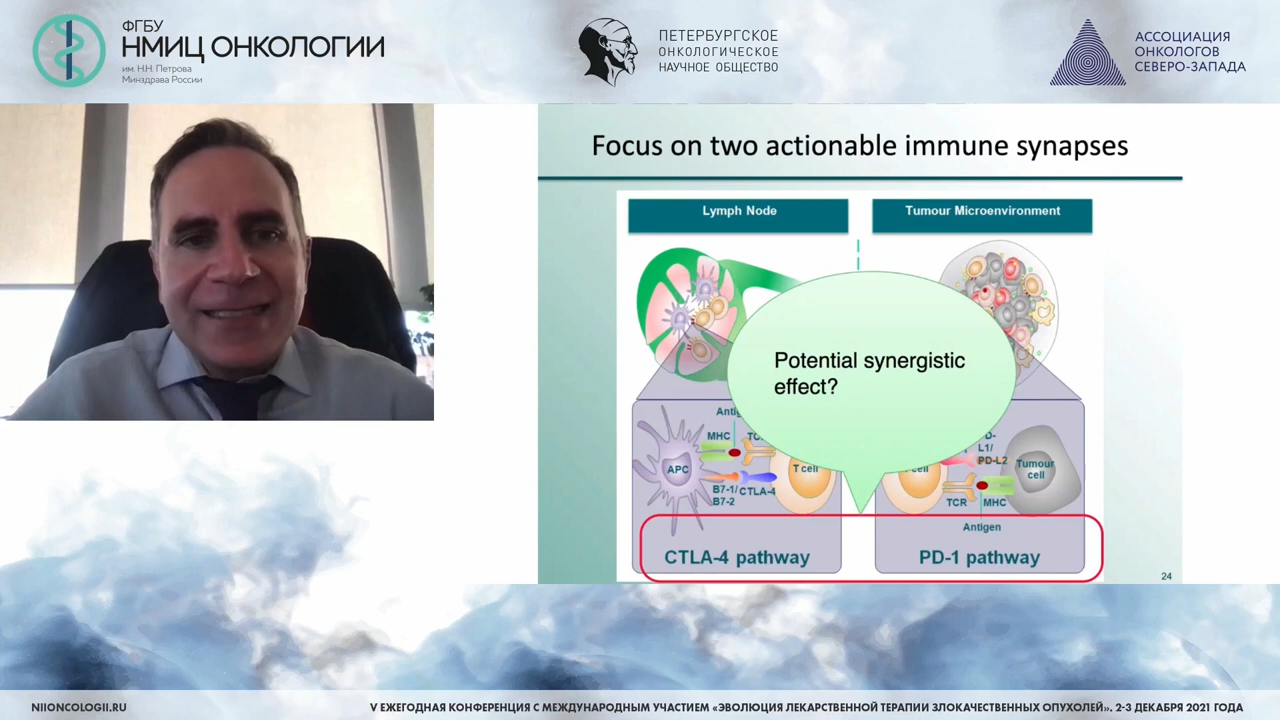 ФГБУ
НМИЦ ОНКОЛОГИИ
им. Н.Н. Петрова
Минздрава России
ПЕТЕРБУРГСКОЕ
ОНКОЛОГИЧЕСКОЕ
НАУЧНОЕ ОБЩЕСТВО
АССОЦИАЦИЯ
ОНКОЛОГОВ
СЕВЕРО-ЗАПАДА
Focus on two actionable immune synapses
Lymph Node
Tumour Microenvironment
Potential synergistic
effect?
MHC
APC
T cell
B7-1/
B7-2
CTLA-4
L1/
PD-L2
Tumour
cell
TCR
MHC
Antigen
CTLA-4 pathway
PD-1 pathway
24
NIIONCOLOGII.RU
V ЕЖЕГОДНАЯ КОНФЕРЕНЦИЯ С МЕЖДУНАРОДНЫМ УЧАСТИЕМ «ЭВОЛЮЦИЯ ЛЕКАРСТВЕННОЙ ТЕРАПИИ ЗЛОКАЧЕСТВЕННЫХ ОПУХОЛЕЙ». 2-3 ДЕКАБРЯ 2021 ГОДА